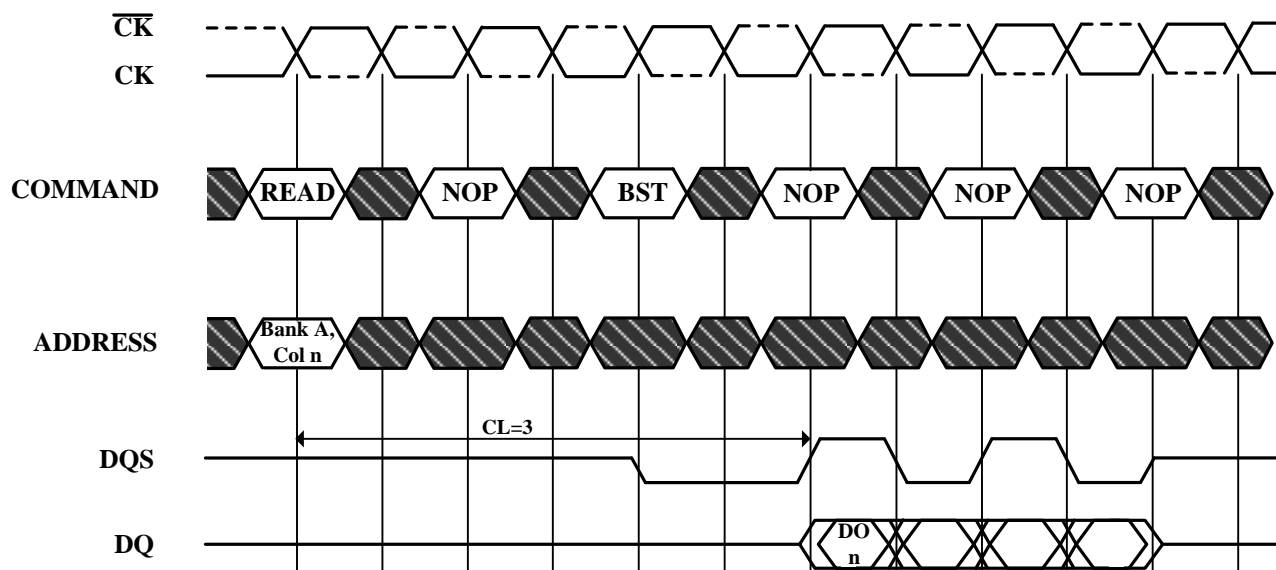 CK
CK
COMMAND
READ
NOP
BST
NOP
NOP
NOP
ADDRESS
Bank A,
Col n
CL=3
DQS
DQ
DO
n